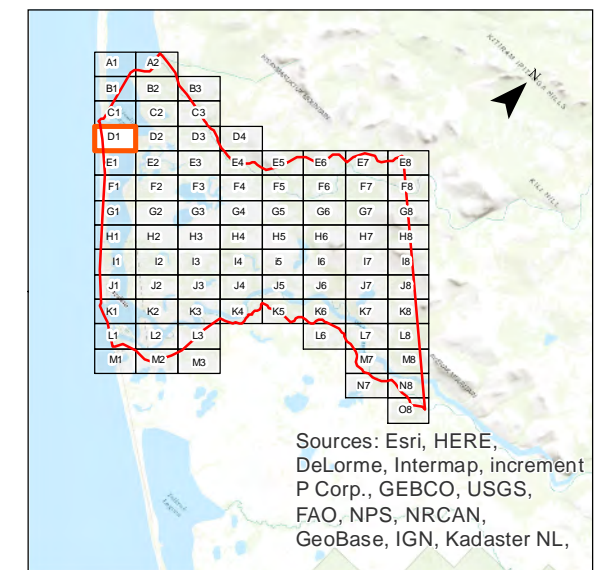 N
A1 A2
B1 B2 B3
C1 C2 C3
D1 D2 D3 D4
E1 E2 E3 E4 E5 E6 E7 E8
F1 F2 F3 F4 F5 F6 F7 F8
G1 G2 G3 G4 G5 G6 G7 G8
H1 H2 H3 H4 H5 H6 H7 H8
I1 I2 I3 I4 I5 I6 I7 I8
J1 J2 J3 J4 J5 J6 J7 J8
K1 K2 K3 K4 K5 K6 K7 K8
L1 L2 L3 L6 L7 L8
M1 M2 M3 M7 M8
N7 N8
O8
HILLS
KILI HILL
Sources: Esri, HERE,
DeLorme, Intermap, increment
P Corp., GEBCO, USGS,
FAO, NPS, NRCAN,
GeoBase, IGN, Kadaster NL,